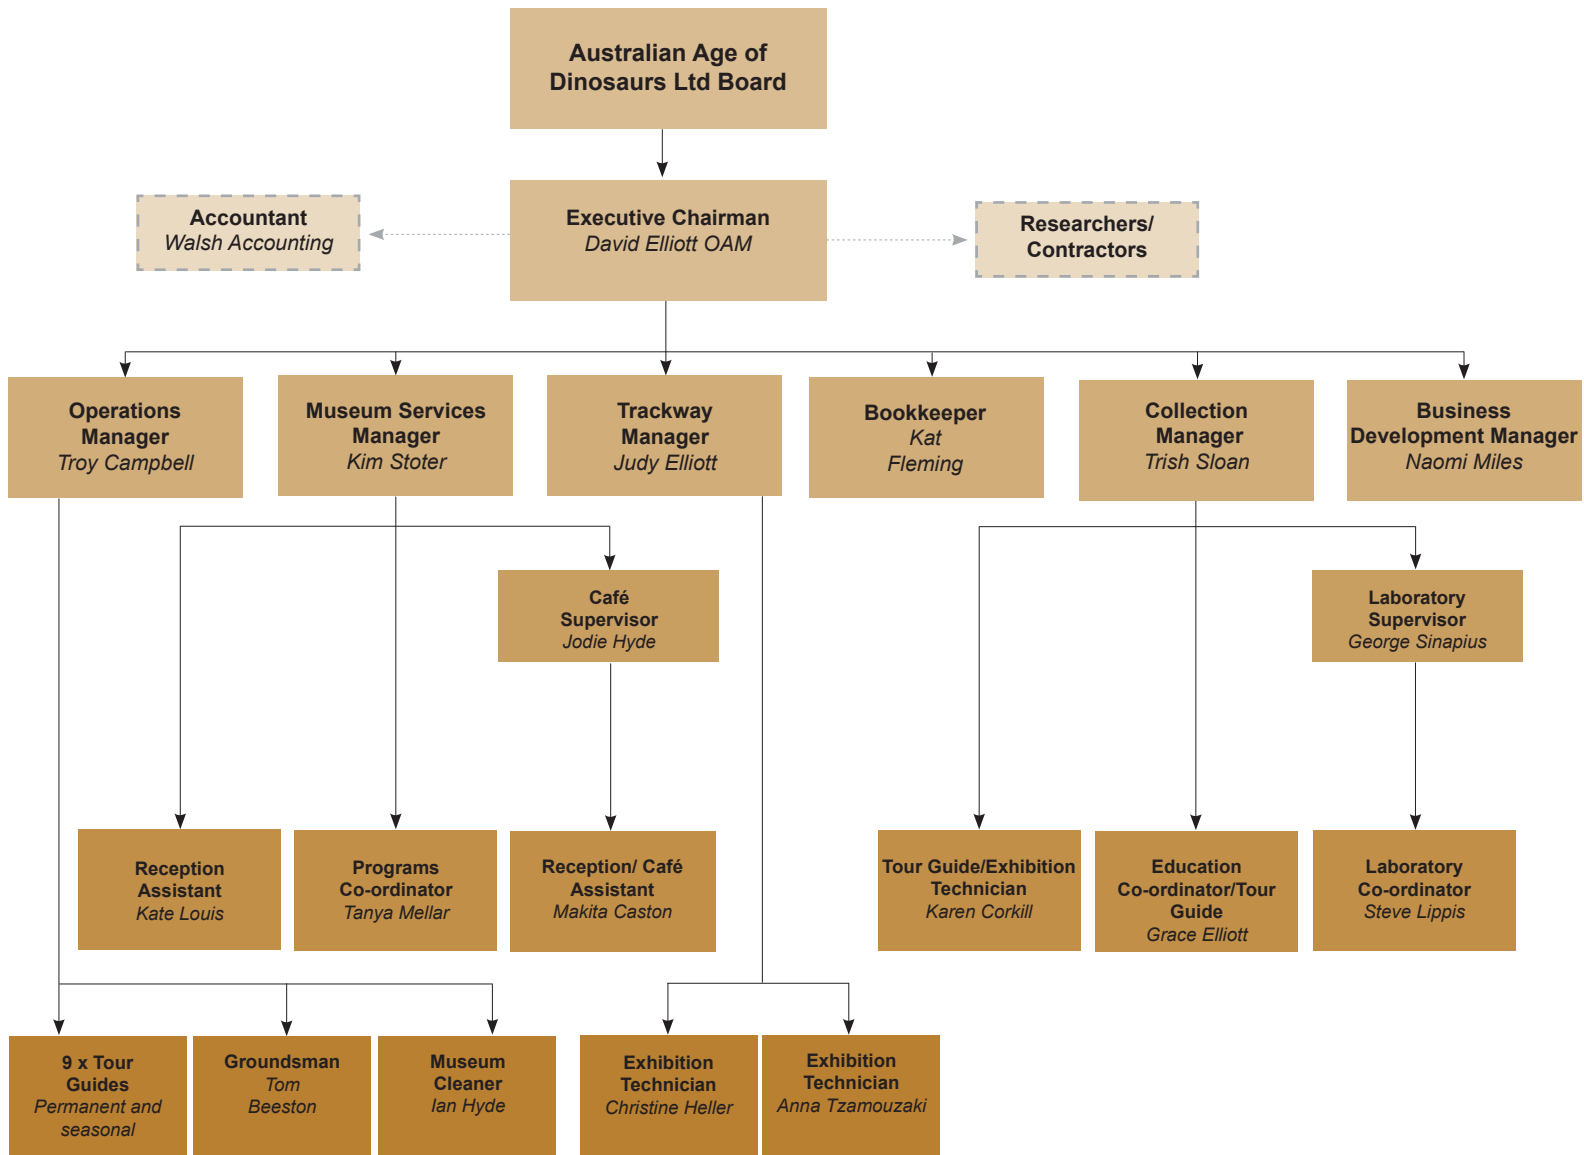 Australian Age of
Dinosaurs Ltd Board
Accountant
Walsh Accounting
Executive Chairman
David Elliott OAM
Researchers/
Contractors
Operations
Manager
Troy Campbell
Museum Services
Manager
Kim Stoter
Trackway
Manager
Judy Elliott
Bookkeeper
Kat
Fleming
Collection
Manager
Trish Sloan
Business
Development Manager
Naomi Miles
Café
Supervisor
Jodie Hyde
Laboratory
Supervisor
George Sinapius
Reception
Assistant
Kate Louis
Programs
Co-ordinator
Tanya Mellar
Reception/ Café
Assistant
Makita Caston
Tour Guide/Exhibition
Technician
Karen Corkill
Education
Co-ordinator/Tour
Guide
Grace Elliott
Laboratory
Co-ordinator
Steve Lippis
9 x Tour
Guides
Permanent and
seasonal
Groundsman
Tom
Beeston
Museum
Cleaner
Ian Hyde
Exhibition
Technician
Christine Heller
Exhibition
Technician
Anna Tzamouzaki